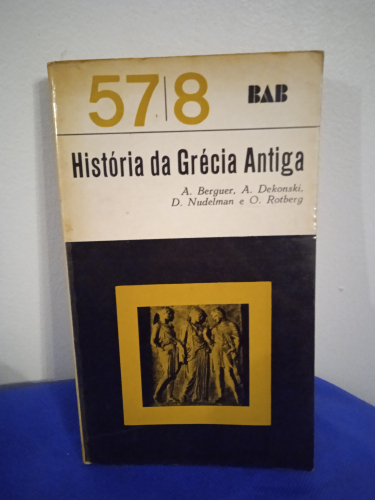 57|8
BAB
História da Grécia Antiga
A. Berguer, A. Dekonski,
D. Nudelman e O. Rotberg